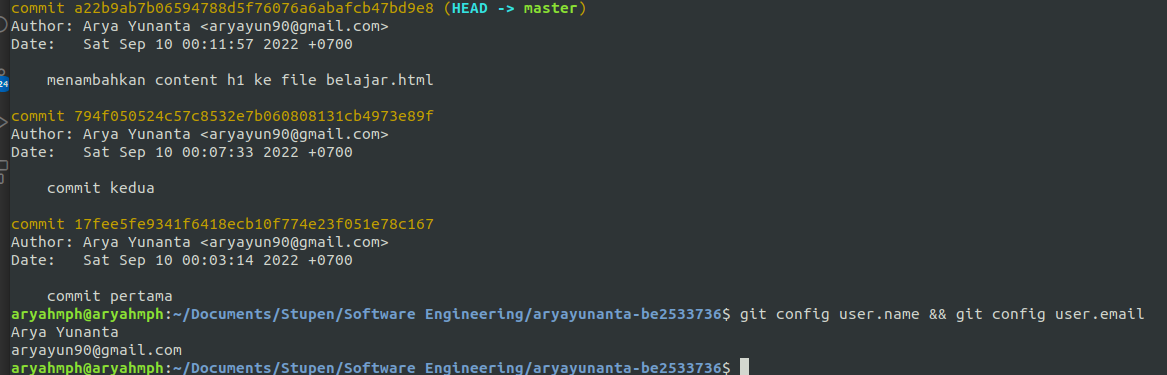 commit a22b9ab7b06594788d5f76076a6abafcb47bd9e8 (HEAD -> master)
Author: Arya Yunanta <aryayun90@gmail.com>
Date:   Sat Sep 10 00:11:57 2022 +0700
menambahkan content h1 ke file belajar.html
24
commit 794f050524c57c8532e7b060808131cb4973e89f
Author: Arya Yunanta <aryayun90@gmail.com>
Date:   Sat Sep 10 00:07:33 2022 +0700
commit kedua
commit 17fee5fe9341f6418ecb10f774e23f051e78c167
Author: Arya Yunanta <aryayun90@gmail.com>
Date:   Sat Sep 10 00:03:14 2022 +0700
commit pertama
aryahmph@aryahmph:~/Documents/Stupen/Software Engineering/aryayunanta-be2533736$ git config user.name && git config user.email
Arya Yunanta
aryayun90@gmail.com
aryahmph@aryahmph:~/Documents/Stupen/Software Engineering/aryayunanta-be2533736$